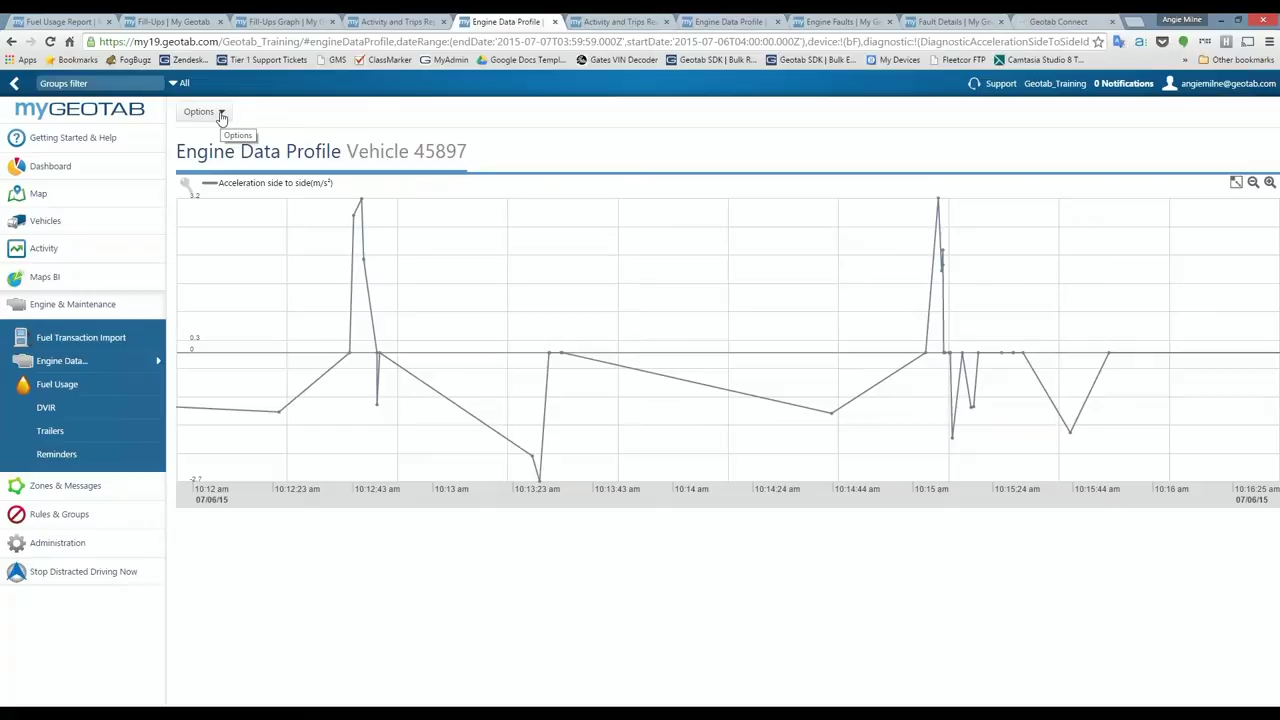 Fuel Usage Report | M
Fill-Ups | My Geotab
Fill-Ups Graph | My G
Activity and Trips Rep
Engine Data Profile |
Activity and Trips Re
Engine Data Profile |
Engine Faults | My Ge
Fault Details | My Ge
Geotab Connect
Angie Milne
https://my19.geotab.com/Geotab_Training/#engineDataProfile,dateRange:(endDate:'2015-07-07T03:59:59.000Z',startDate:'2015-07-06T04:00:00.000Z'),device:!(bF),diagnostic:!(DiagnosticAccelerationSideToSideId
Apps Bookmarks FogBugz Zendesk... Tier 1 Support Tickets GMS ClassMarker MyAdmin Google Docs Templ... Gates VIN Decoder Geotab SDK | Bulk R... Geotab SDK | Bulk E... My Devices Fleetcor FTP Camtasia Studio 8 T... Other bookmarks
Groups filter All Support Geotab_Training 0 Notifications angiemilne@geotab.com
myGEOTAB
Options
Options
Getting Started & Help
Dashboard
Map
Vehicles
Activity
Maps BI
Engine & Maintenance
Fuel Transaction Import
Engine Data...
Fuel Usage
DVIR
Trailers
Reminders
Zones & Messages
Rules & Groups
Administration
Stop Distracted Driving Now
Engine Data Profile Vehicle 45897
Acceleration side to side(m/s²)
3.2
0.3
0
-2.7
10:12 am 10:12:23 am 10:12:43 am 10:13 am 10:13:23 am 10:13:43 am 10:14 am 10:14:24 am 10:14:44 am 10:15 am 10:15:24 am 10:15:44 am 10:16 am 10:16:25 am
07/06/15 07/06/15